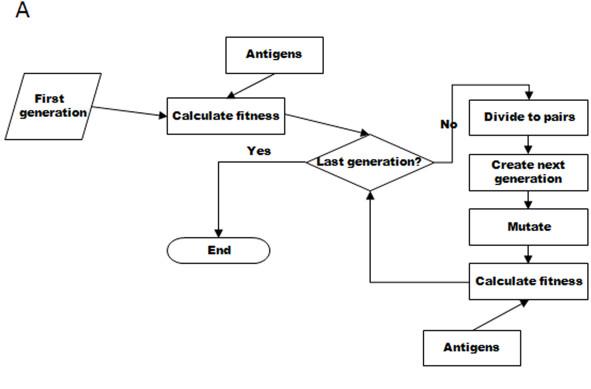 A
Antigens
First
generation
Calculate fitness
No
Divide to pairs
Yes
Last generation?
Create next
generation
Mutate
End
Calculate fitness
Antigens